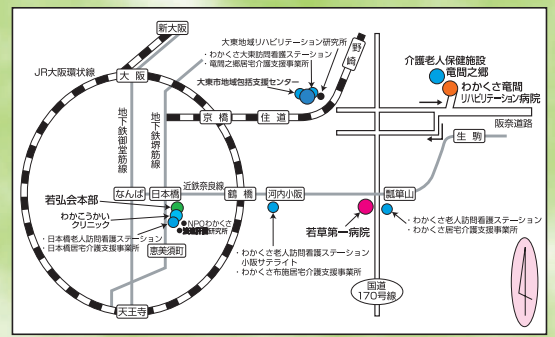 新大阪
大東地域リハビリテーション研究所
・わかくさ大東訪問看護ステーション
・竜間之郷居宅介護支援事業所
大東市地域包括支援センター
野崎
介護老人保健施設
竜間之郷
わかくさ竜間
リハビリテーション病院
JR大阪環状線
大阪
京橋
住道
阪奈道路
生駒
地下鉄御堂筋線
地下鉄堺筋線
近鉄奈良線
なんば
日本橋
鶴橋
河内小阪
瓢箪山
若弘会本部
わかこうかい
クリニック
NPOわかくさ
研究所
・日本橋老人訪問看護ステーション
・日本橋居宅介護支援事業所
恵美須町
若草第一病院
・わかくさ老人訪問看護ステーション
・わかくさ居宅介護支援事業所
・わかくさ老人訪問看護ステーション
小阪サテライト
・わかくさ布施居宅介護支援事業所
国道
170号線
天王寺